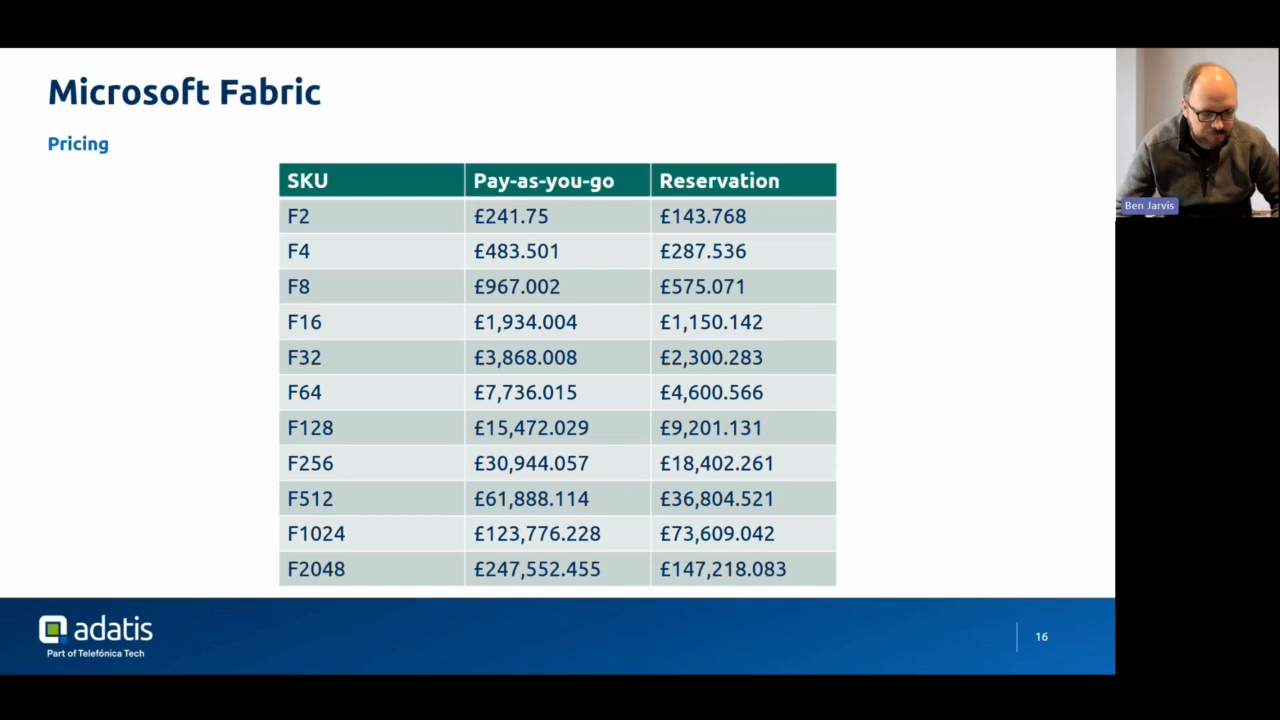 Microsoft Fabric
Pricing
SKU Pay-as-you-go Reservation
F2 £241.75 £143.768
F4 £483.501 £287.536
F8 £967.002 £575.071
F16 £1,934.004 £1,150.142
F32 £3,868.008 £2,300.283
F64 £7,736.015 £4,600.566
F128 £15,472.029 £9,201.131
F256 £30,944.057 £18,402.261
F512 £61,888.114 £36,804.521
F1024 £123,776.228 £73,609.042
F2048 £247,552.455 £147,218.083
adatis
Part of Telefónica Tech
16
Ben Jarvis